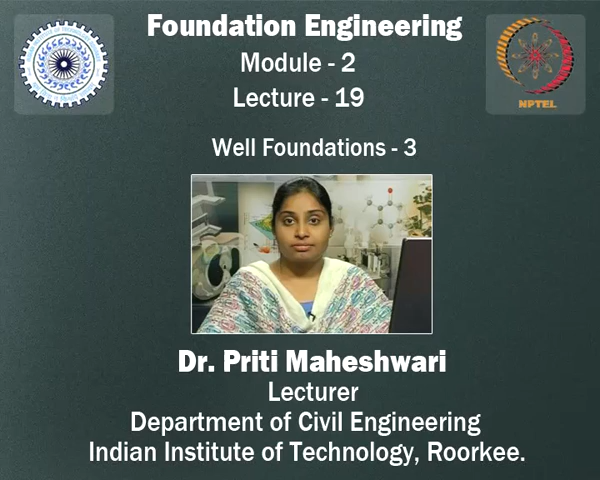 Foundation Engineering
Module - 2
Lecture - 19
NPTEL
Well Foundations - 3
Dr. Priti Maheshwari
Lecturer
Department of Civil Engineering
Indian Institute of Technology, Roorkee.